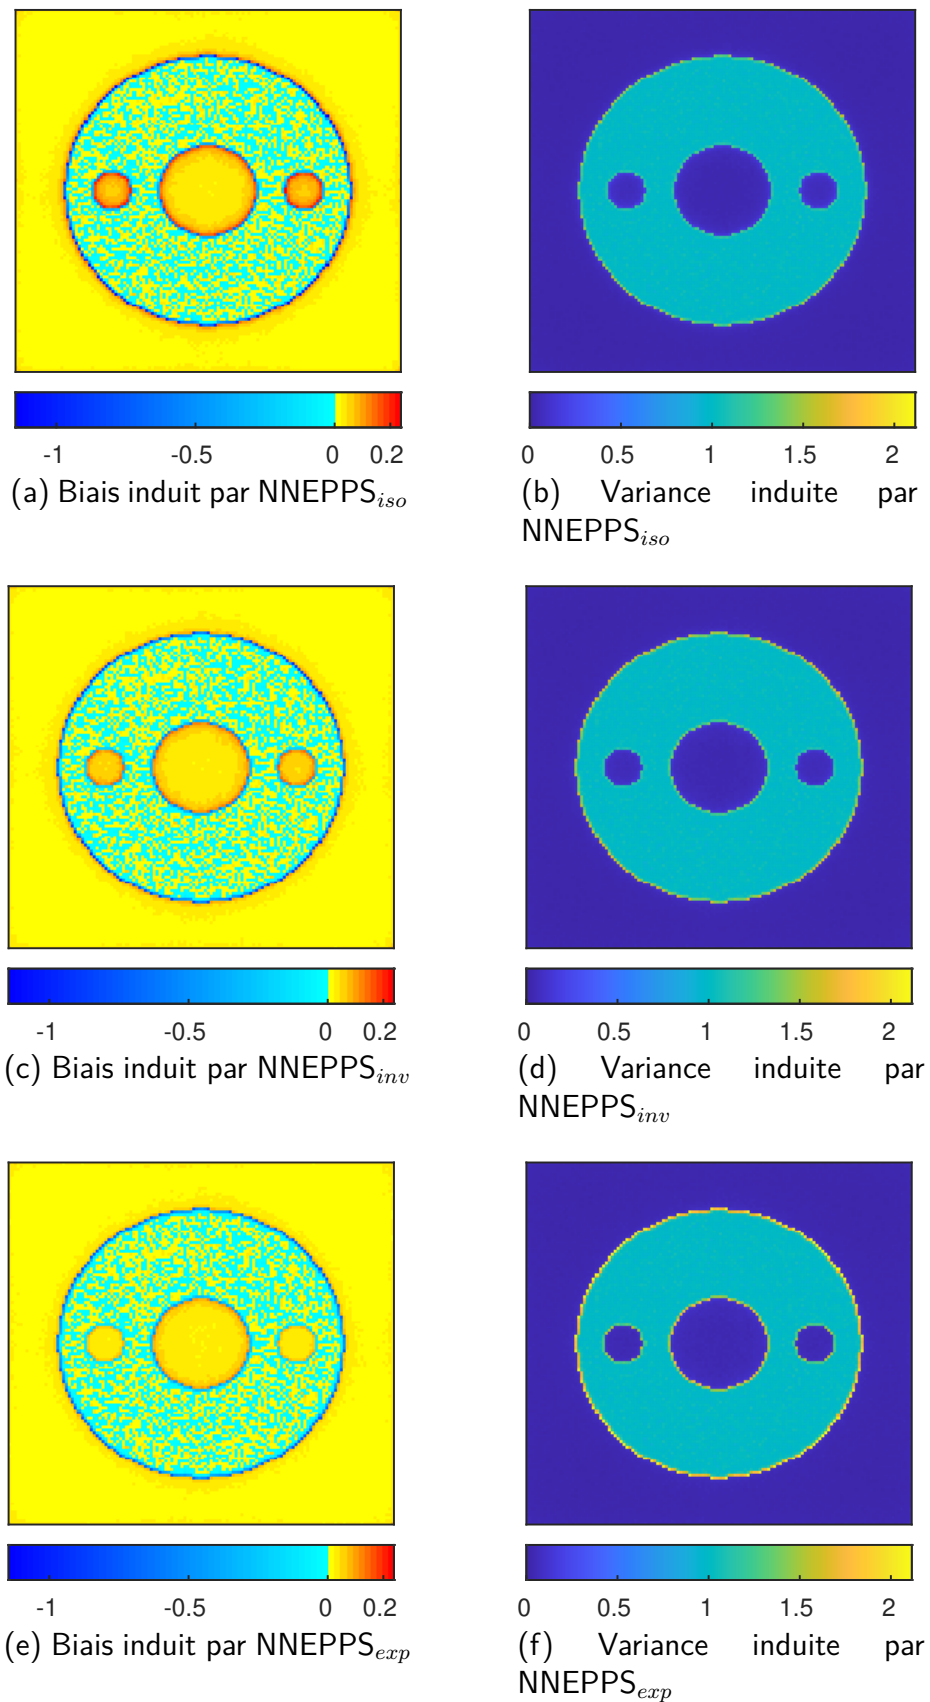 -1 -0.5 0 0.2
(a) Biais induit par NNEPPS_iso
0 0.5 1 1.5 2
(b) Variance induite par
NNEPPS_iso
-1 -0.5 0 0.2
(c) Biais induit par NNEPPS_inv
0 0.5 1 1.5 2
(d) Variance induite par
NNEPPS_inv
-1 -0.5 0 0.2
(e) Biais induit par NNEPPS_exp
0 0.5 1 1.5 2
(f) Variance induite par
NNEPPS_exp